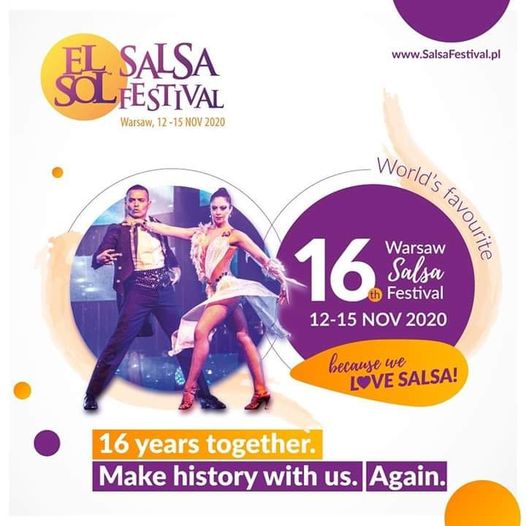 EL SALSA
SOL FESTIVAL
Warsaw, 12 -15 NOV 2020
www.SalsaFestival.pl
World's favourite
16th Warsaw
Salsa
Festival
12-15 NOV 2020
because we
LOVE SALSA!
16 years together.
Make history with us. Again.